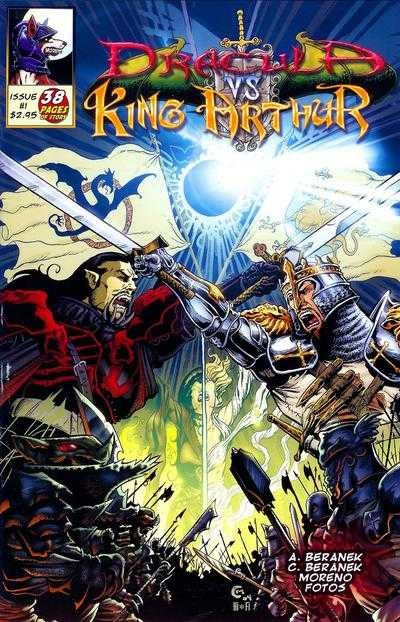 ISSUE
#1
$2.95
38
PAGES
OF STORY
DRACULA
VS
KING ARTHUR
A. BERANEK
C. BERANEK
MORENO
FOTOS